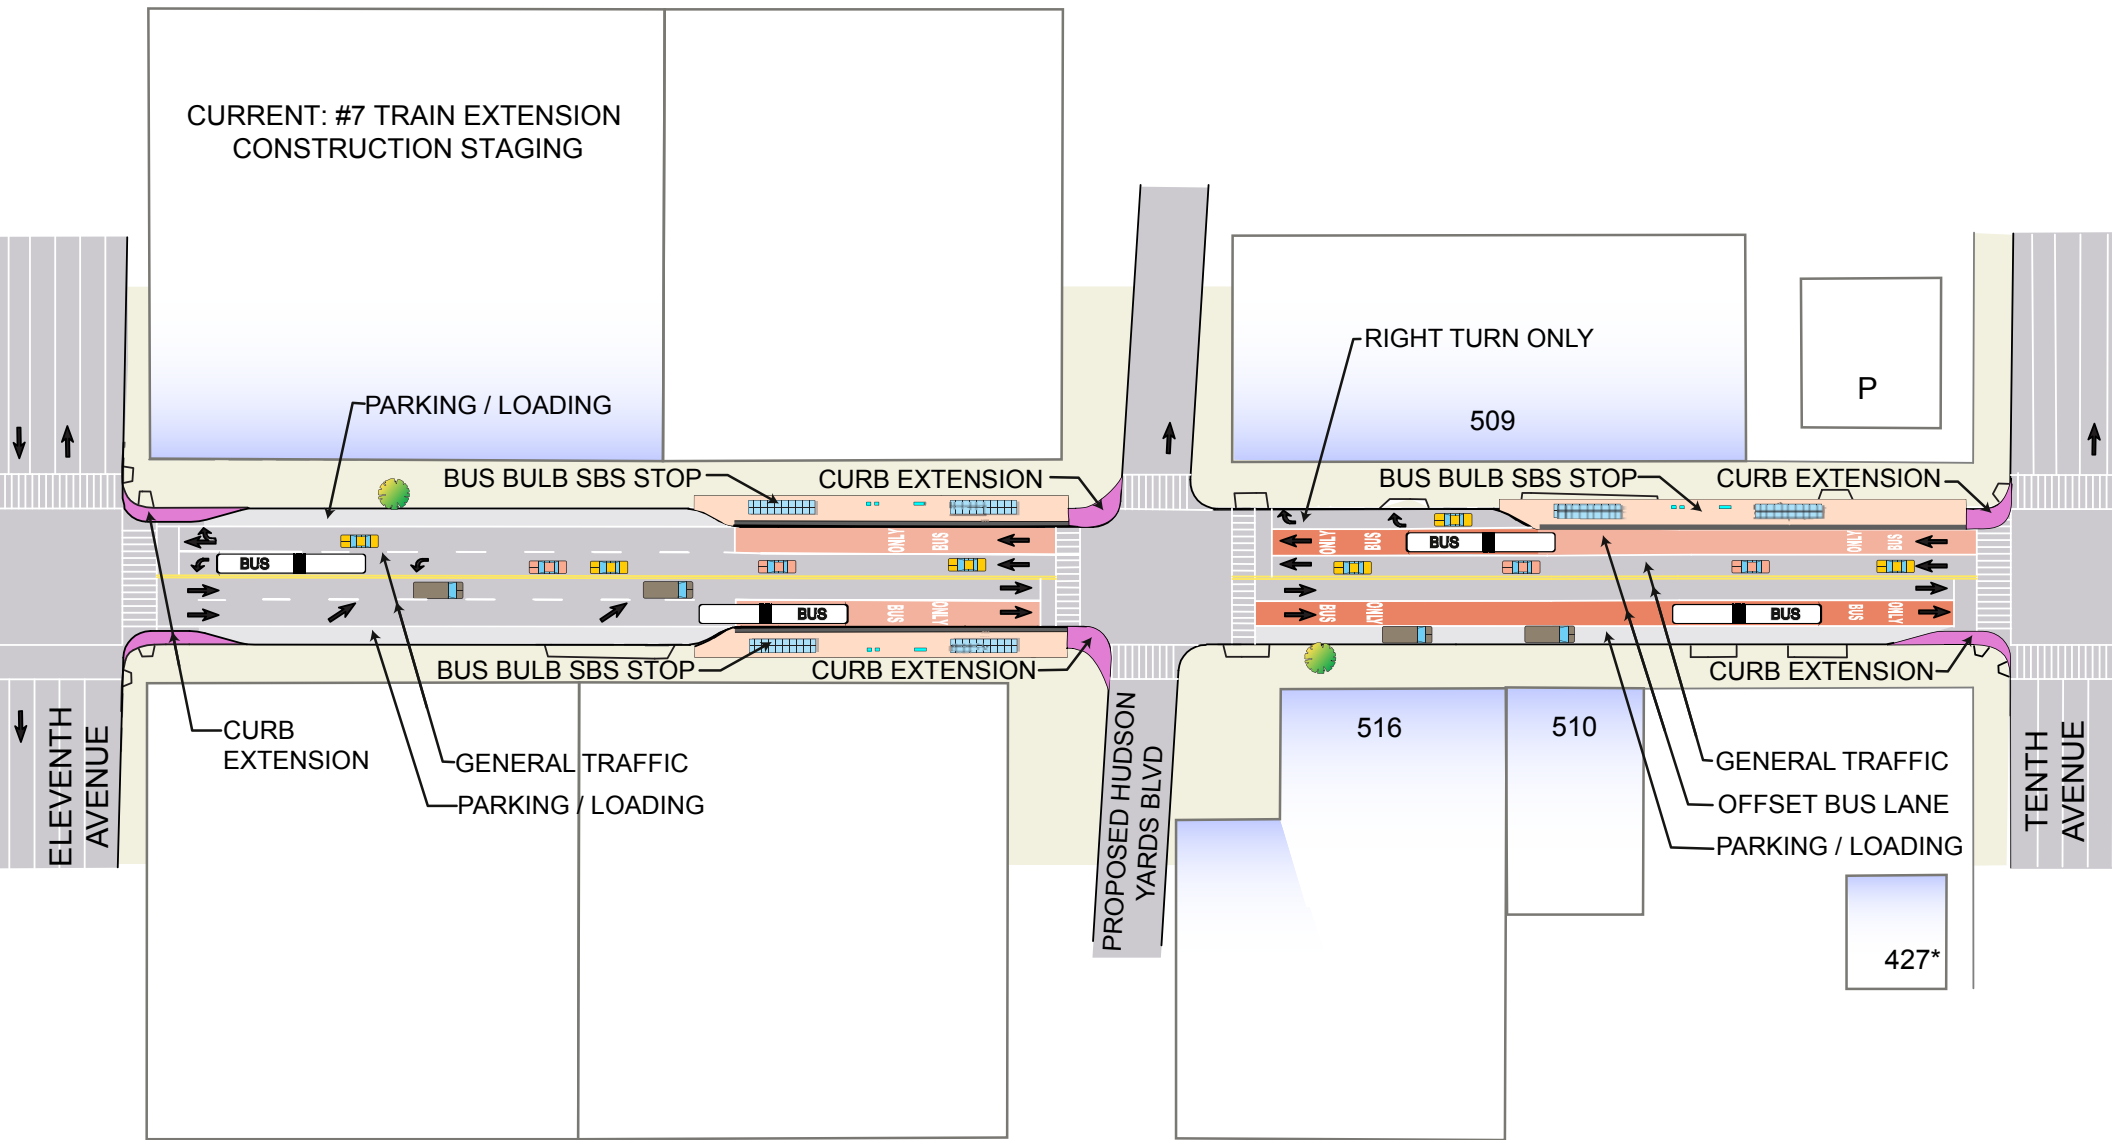 CURRENT: #7 TRAIN EXTENSION
CONSTRUCTION STAGING
RIGHT TURN ONLY
P
509
PARKING / LOADING
BUS BULB SBS STOP
CURB EXTENSION
BUS BULB SBS STOP
CURB EXTENSION
ONLY
BUS
ONLY
BUS
BUS
ONLY
BUS
BUS
BUS
BUS
ONLY
BUS
ONLY
BUS
BUS
ONLY
BUS BULB SBS STOP
CURB EXTENSION
CURB EXTENSION
ELEVENTH
AVENUE
CURB
EXTENSION
GENERAL TRAFFIC
PARKING / LOADING
PROPOSED HUDSON
YARDS BLVD
516
510
GENERAL TRAFFIC
OFFSET BUS LANE
PARKING / LOADING
TENTH
AVENUE
427*